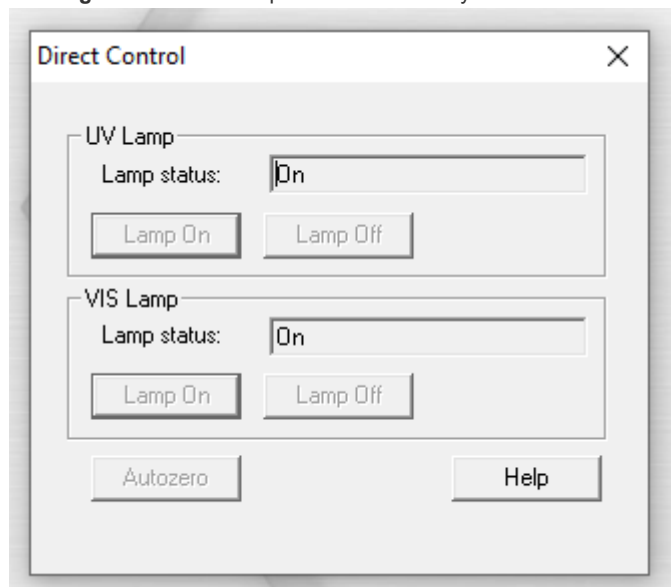 Direct Control
UV Lamp
Lamp status: On
Lamp On Lamp Off
VIS Lamp
Lamp status: On
Lamp On Lamp Off
Autozero Help